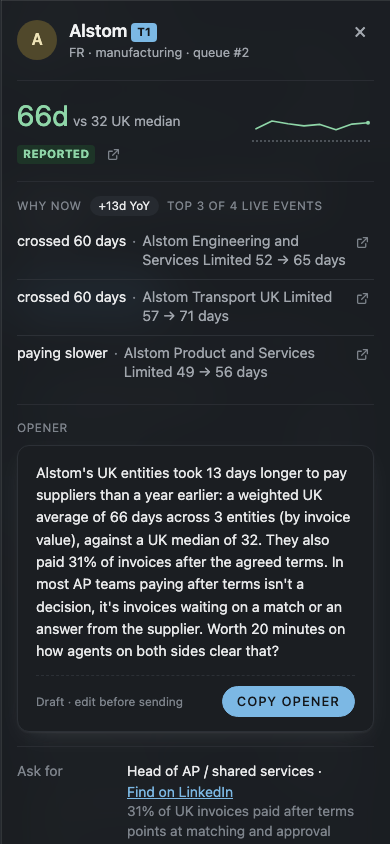 A
Alstom T1
FR · manufacturing · queue #2
66d vs 32 UK median
REPORTED
WHY NOW +13d YoY TOP 3 OF 4 LIVE EVENTS
crossed 60 days · Alstom Engineering and
Services Limited 52 → 65 days
crossed 60 days · Alstom Transport UK Limited
57 → 71 days
paying slower · Alstom Product and Services
Limited 49 → 56 days
OPENER
Alstom's UK entities took 13 days longer to pay
suppliers than a year earlier: a weighted UK
average of 66 days across 3 entities (by invoice
value), against a UK median of 32. They also
paid 31% of invoices after the agreed terms. In
most AP teams paying after terms isn't a
decision, it's invoices waiting on a match or an
answer from the supplier. Worth 20 minutes on
how agents on both sides clear that?
Draft · edit before sending
COPY OPENER
Ask for
Head of AP / shared services ·
Find on LinkedIn
31% of UK invoices paid after terms
points at matching and approval